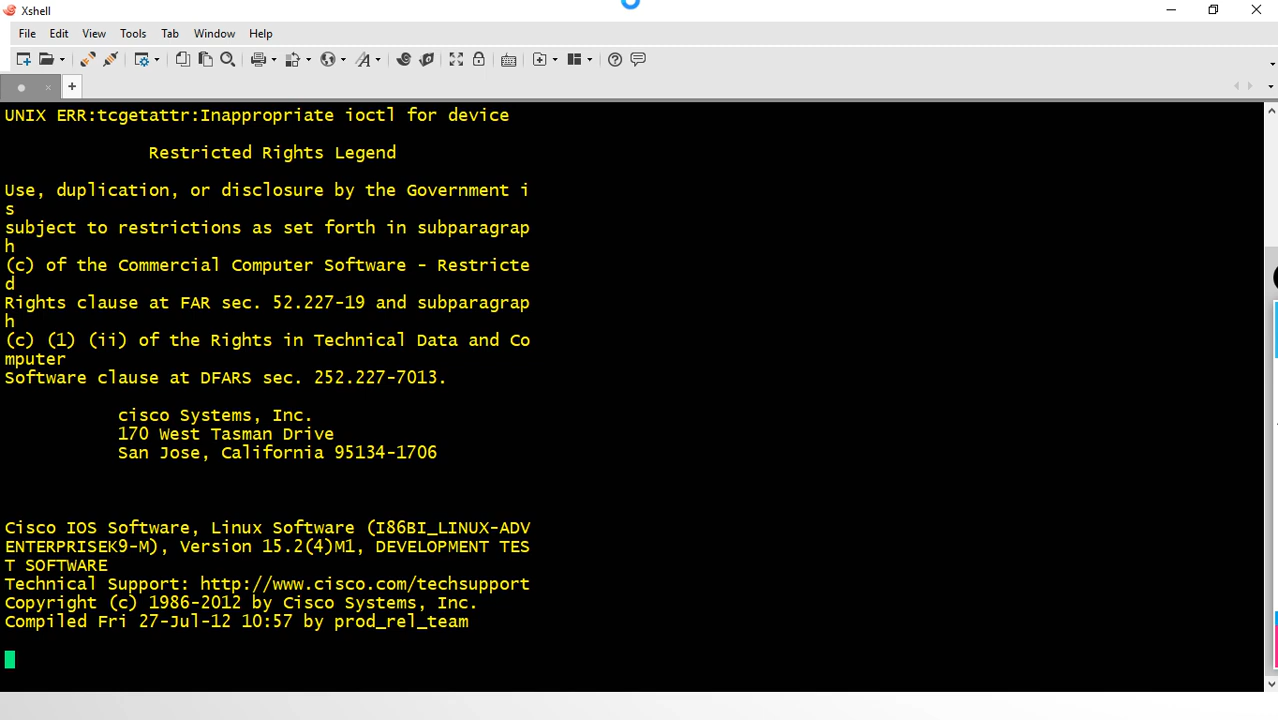 Xshell
File Edit View Tools Tab Window Help
UNIX ERR:tcgetattr:Inappropriate ioctl for device
Restricted Rights Legend
Use, duplication, or disclosure by the Government i
s
subject to restrictions as set forth in subparagrap
h
(c) of the Commercial Computer Software - Restricte
d
Rights clause at FAR sec. 52.227-19 and subparagrap
h
(c) (1) (ii) of the Rights in Technical Data and Co
mputer
Software clause at DFARS sec. 252.227-7013.
cisco Systems, Inc.
170 West Tasman Drive
San Jose, California 95134-1706
Cisco IOS Software, Linux Software (I86BI_LINUX-ADV
ENTERPRISEK9-M), Version 15.2(4)M1, DEVELOPMENT TES
T SOFTWARE
Technical Support: http://www.cisco.com/techsupport
Copyright (c) 1986-2012 by Cisco Systems, Inc.
Compiled Fri 27-Jul-12 10:57 by prod_rel_team